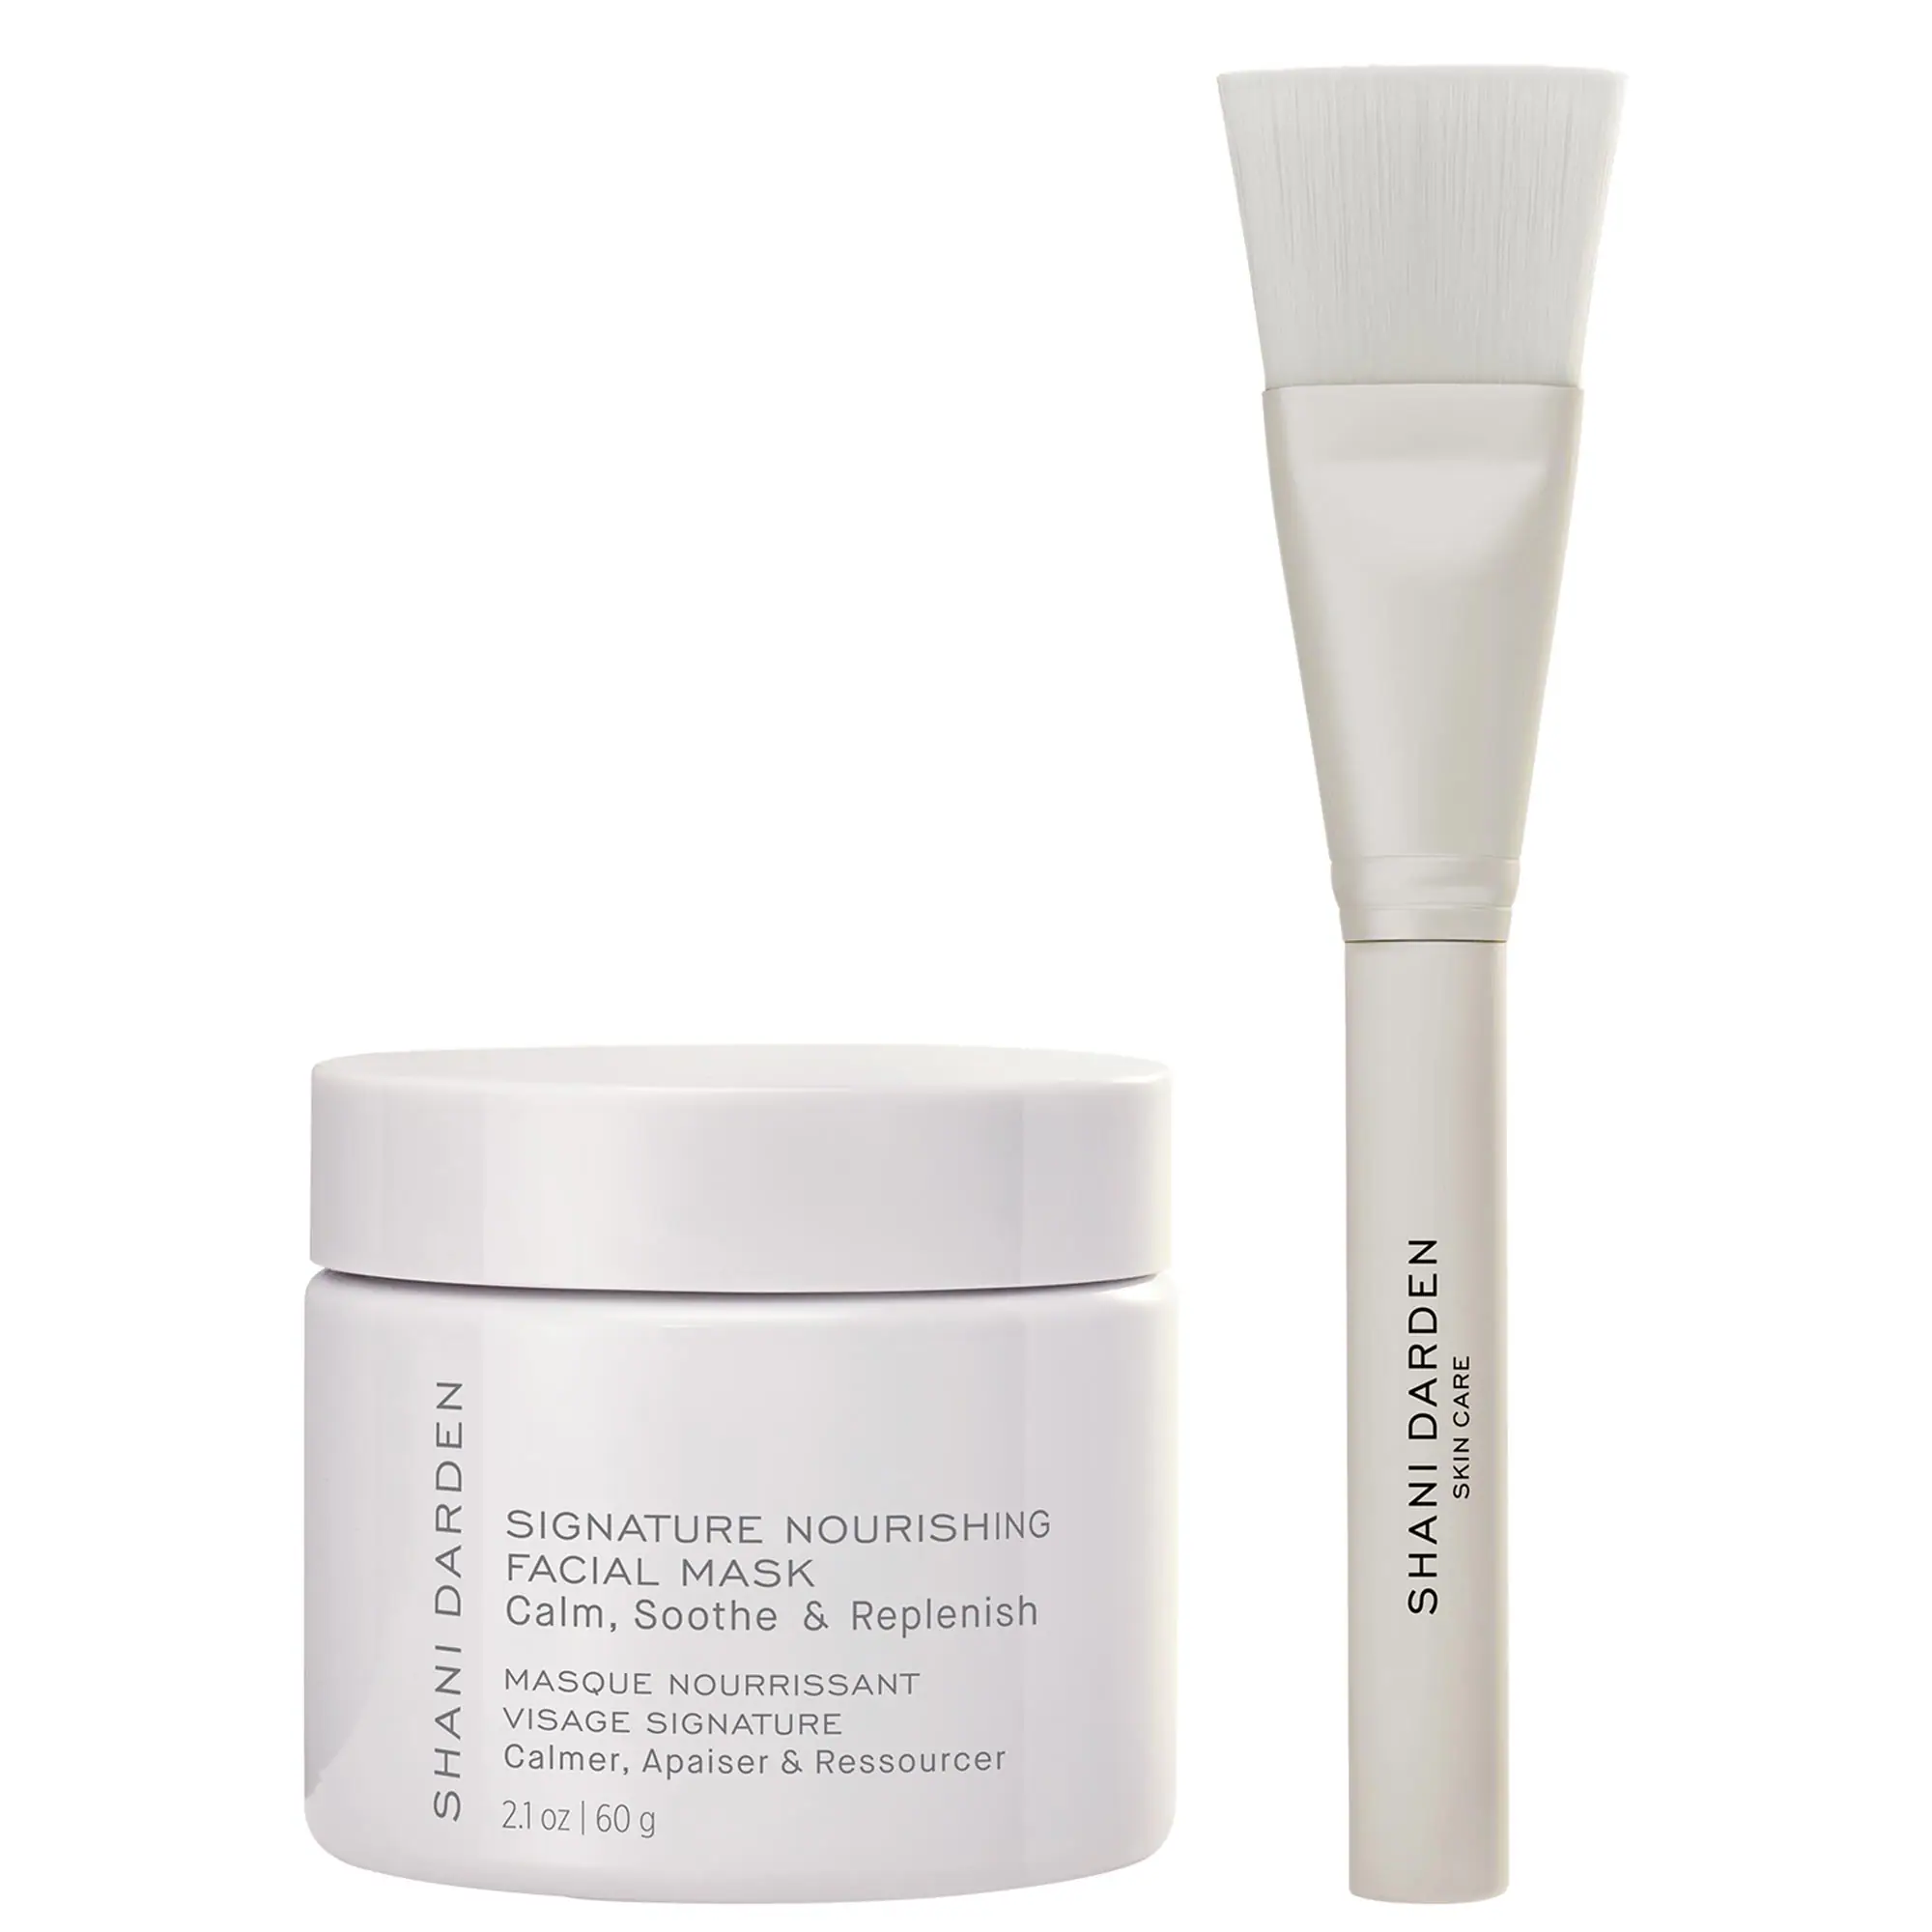 SHANI DARDEN
SIGNATURE NOURISHING
FACIAL MASK
Calm, Soothe & Replenish
MASQUE NOURRISSANT
VISAGE SIGNATURE
Calmer, Apaiser & Ressourcer
2.1 oz | 60 g
SHANI DARDEN
SKIN CARE